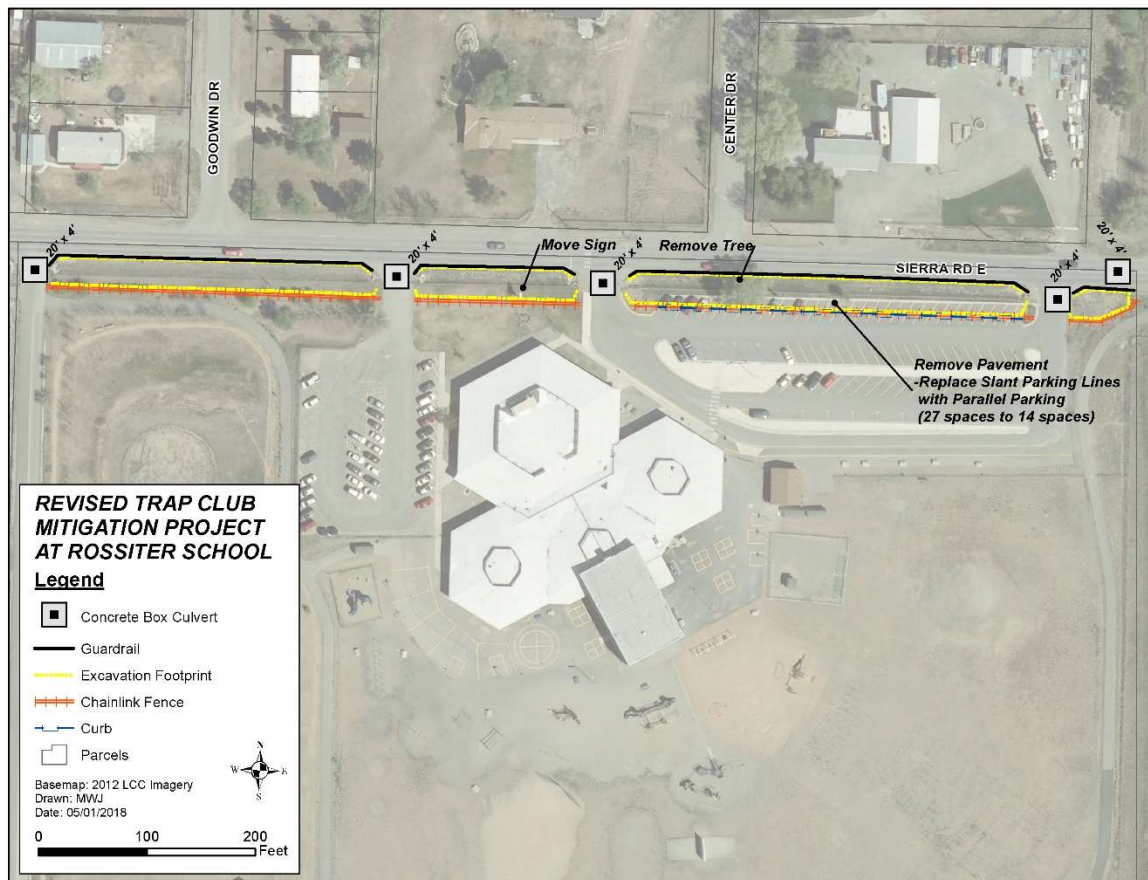 GOODWIN DR
CENTER DR
20' x 4'
20' x 4'
20' x 4'
20' x 4'
20' x 4'
Move Sign
Remove Tree
SIERRA RD E
Remove Pavement
-Replace Slant Parking Lines
with Parallel Parking
(27 spaces to 14 spaces)
REVISED TRAP CLUB
MITIGATION PROJECT
AT ROSSITER SCHOOL
Legend
Concrete Box Culvert
Guardrail
Excavation Footprint
Chainlink Fence
Curb
Parcels
N
W E
S
Basemap: 2012 LCC Imagery
Drawn: MWJ
Date: 05/01/2018
0 100 200
Feet